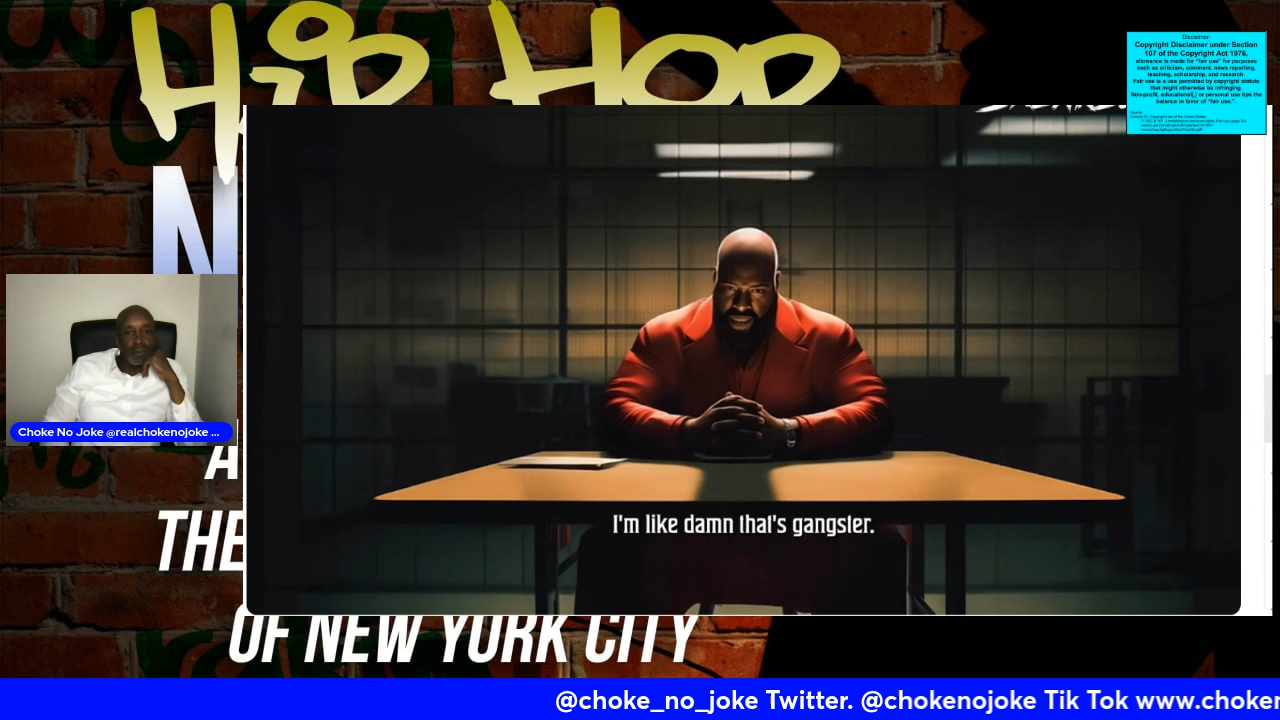 HIP HOP
Disclaimer:
Copyright Disclaimer under Section
107 of the Copyright Act 1976,
allowance is made for "fair use" for purposes
such as criticism, comment, news reporting,
teaching, scholarship, and research.
Fair use is a use permitted by copyright statute
that might otherwise be infringing.
Non-profit, educational[,] or personal use tips the
balance in favor of "fair use".
N
Choke No Joke @realchokenojoke ...
A
THE
I'm like damn that's gangster.
OF NEW YORK CITY
@choke_no_joke Twitter. @chokenojoke Tik Tok www.choken